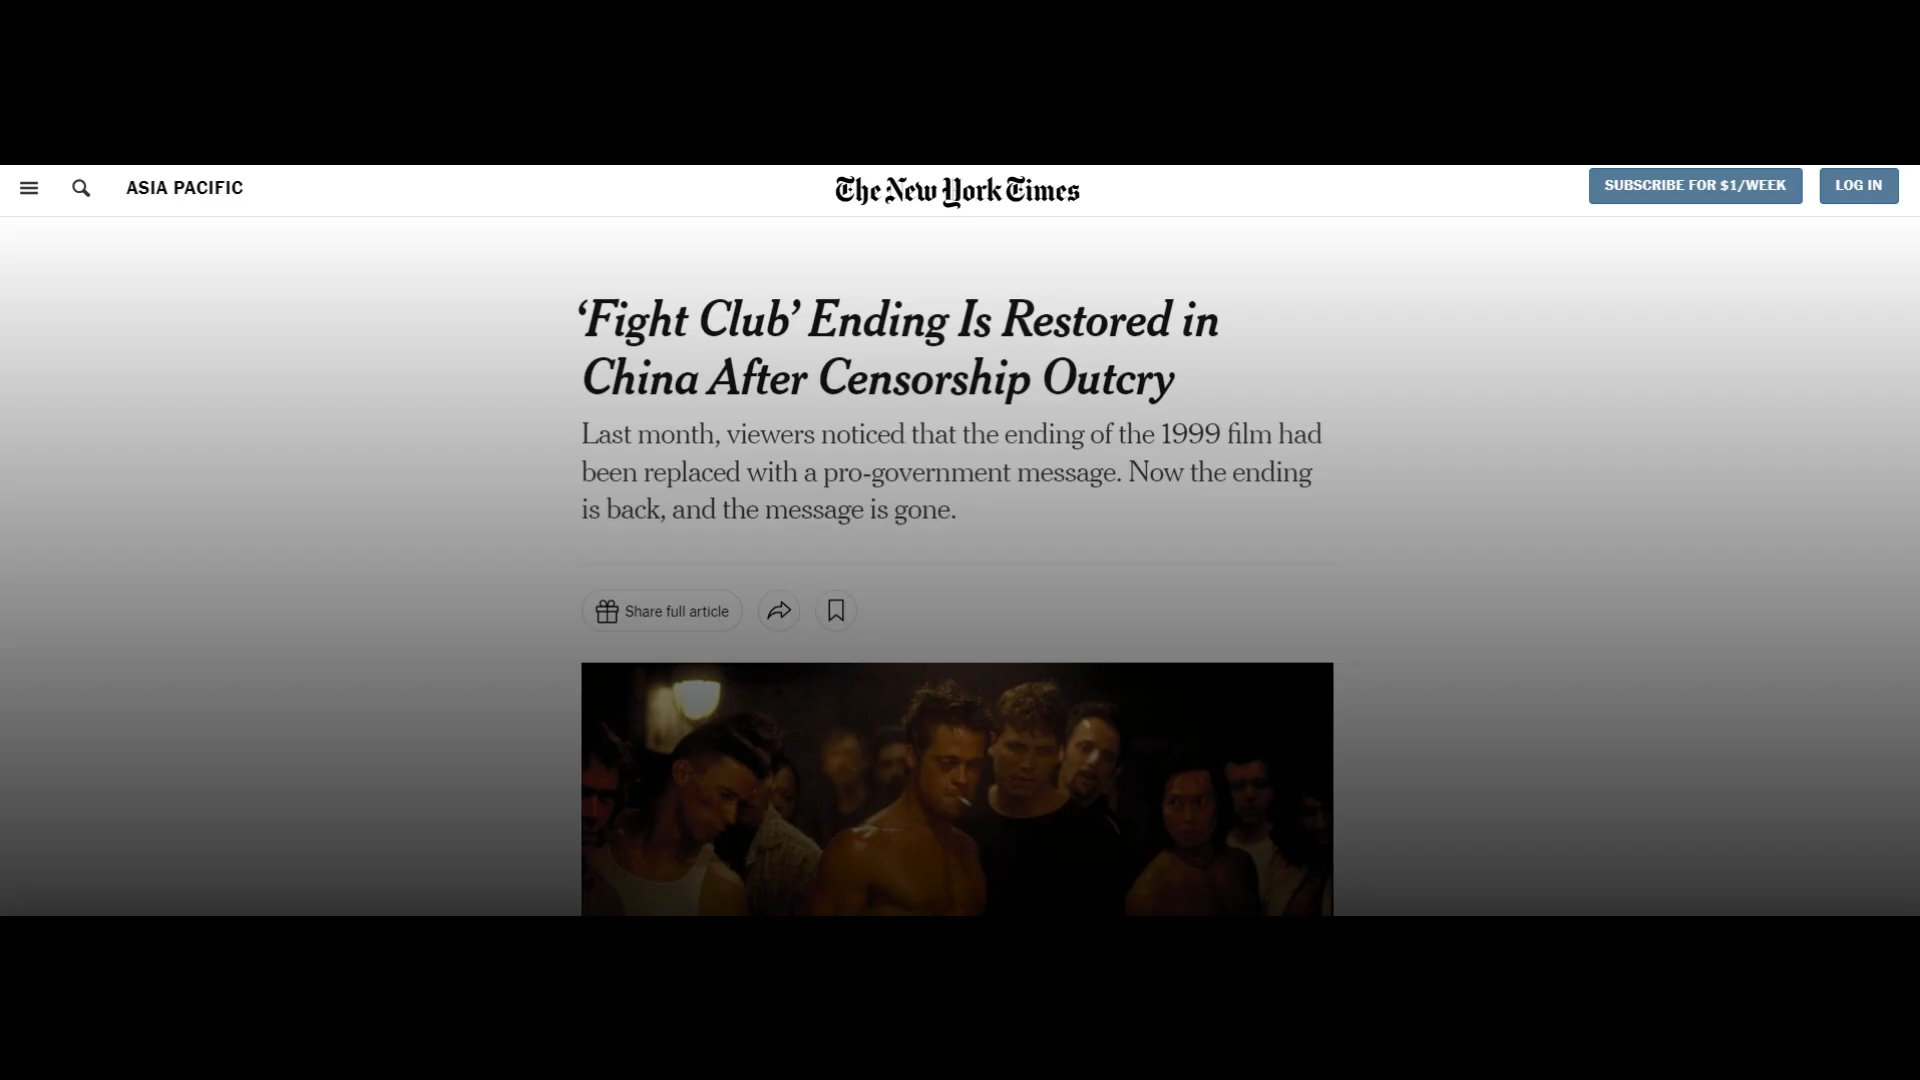 ASIA PACIFIC
The New York Times
SUBSCRIBE FOR $1/WEEK
LOG IN
‘Fight Club’ Ending Is Restored in
China After Censorship Outcry
Last month, viewers noticed that the ending of the 1999 film had
been replaced with a pro-government message. Now the ending
is back, and the message is gone.
Share full article